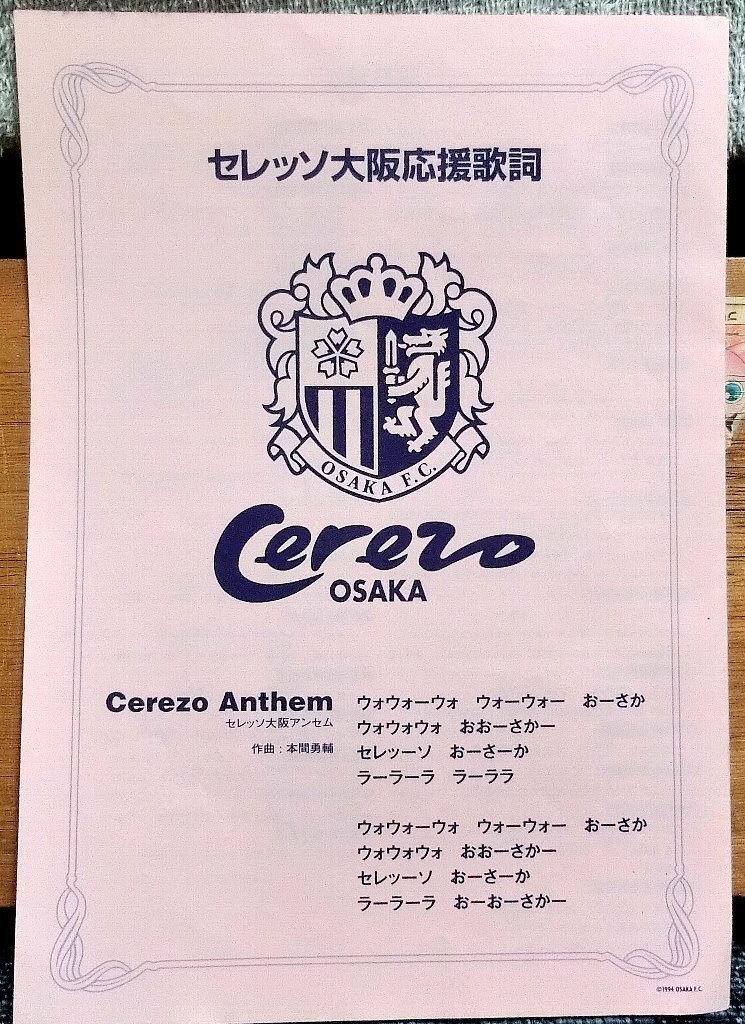 セレッソ大阪応援歌詞
OSAKA F.C.
Cerezo
OSAKA
Cerezo Anthem
セレッソ大阪アンセム
作曲：本間勇輔
ウォウォーウォ　ウォーウォー　おーさか
ウォウォウォ　おおーさかー
セレッーソ　おーさーか
ラーラーラ　ラーララ
ウォウォーウォ　ウォーウォー　おーさか
ウォウォウォ　おおーさかー
セレッーソ　おーさーか
ラーラーラ　おーおーさかー
©1994 OSAKA F.C.